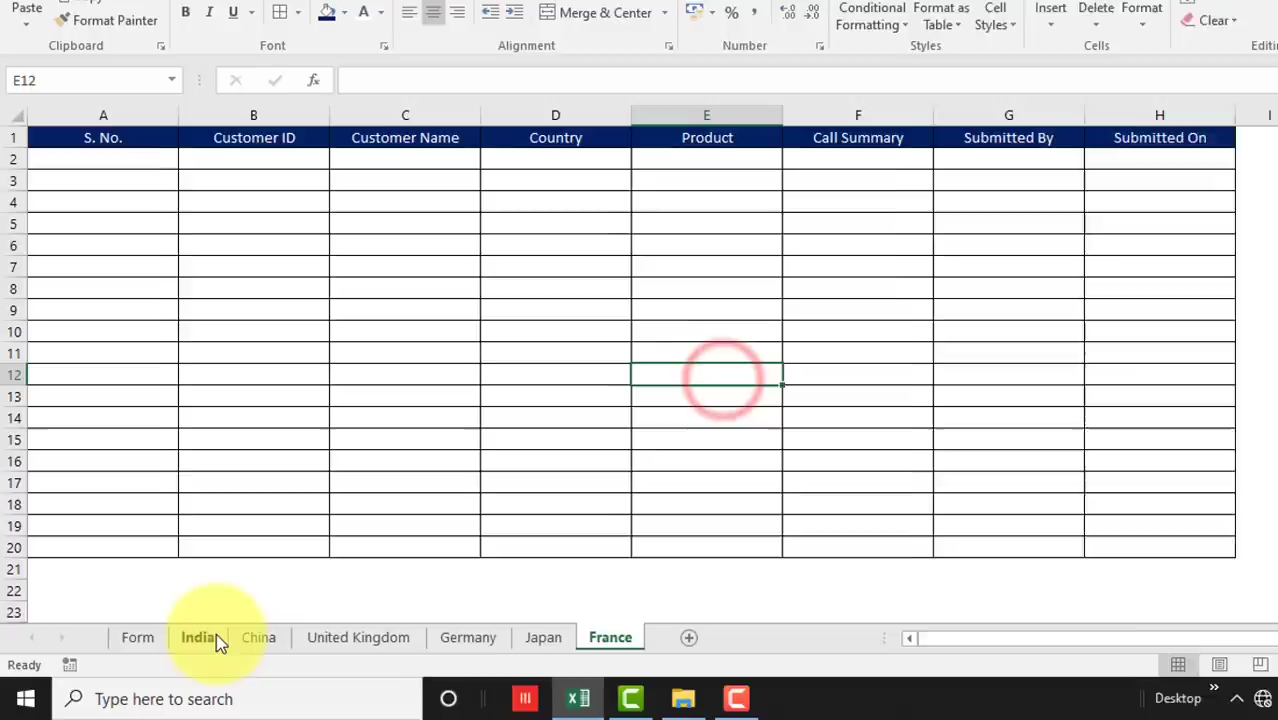 Paste
Format Painter
Clipboard
B I U A
Font
Merge & Center
Alignment
% ,
Number
Conditional Formatting
Format as Table
Cell Styles
Styles
Insert
Delete
Format
Cells
Clear
E12
fx
A B C D E F G H I
1 S. No. Customer ID Customer Name Country Product Call Summary Submitted By Submitted On
2
3
4
5
6
7
8
9
10
11
12
13
14
15
16
17
18
19
20
21
22
23
Form India China United Kingdom Germany Japan France
Ready
Type here to search
Desktop